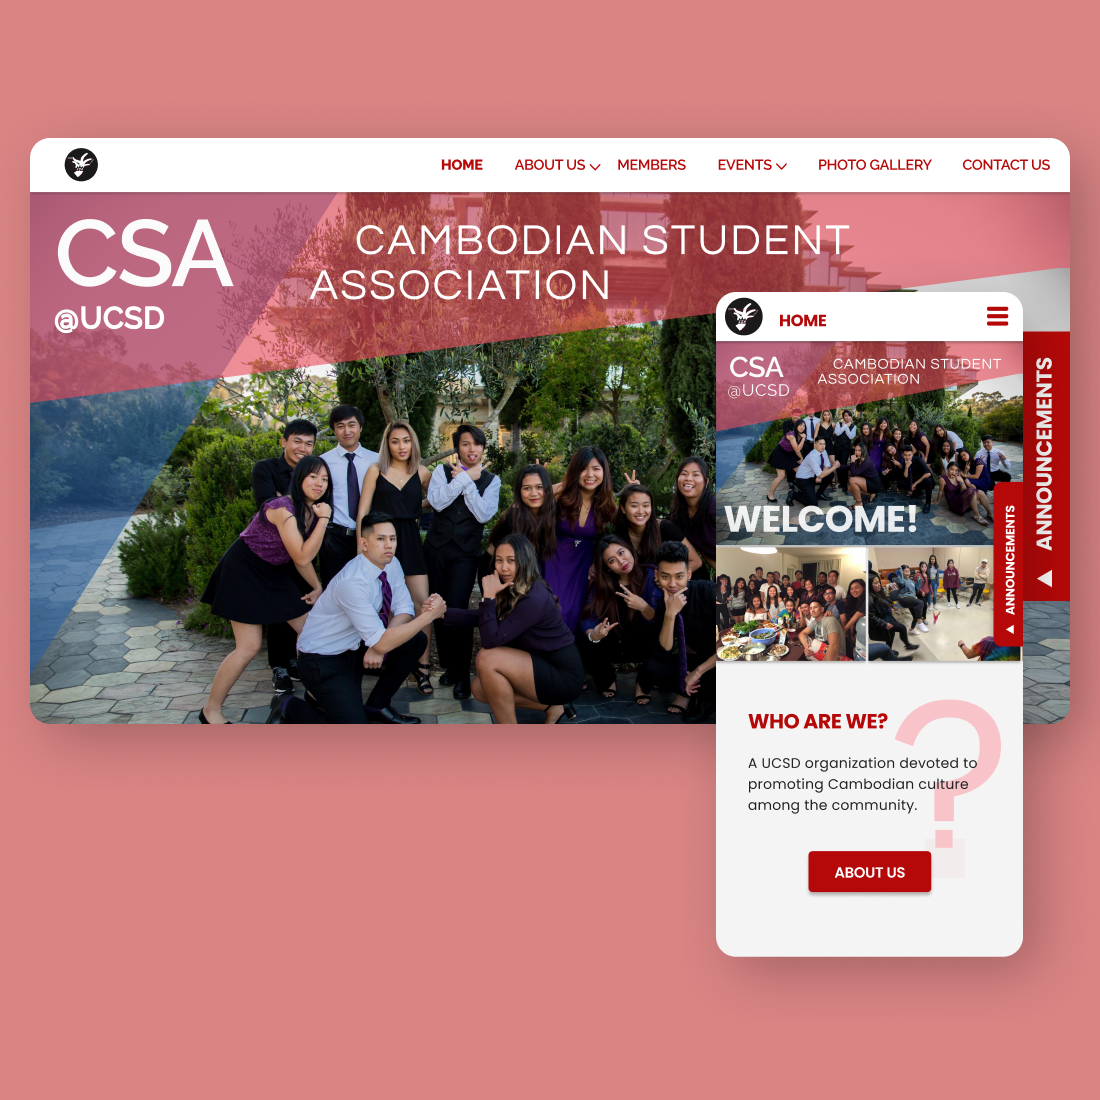 HOME ABOUT US MEMBERS EVENTS PHOTO GALLERY CONTACT US
CSA
@UCSD
CAMBODIAN STUDENT
ASSOCIATION
ANNOUNCEMENTS
HOME
CSA
@UCSD
CAMBODIAN STUDENT
ASSOCIATION
WELCOME!
ANNOUNCEMENTS
WHO ARE WE?
?
A UCSD organization devoted to
promoting Cambodian culture
among the community.
ABOUT US